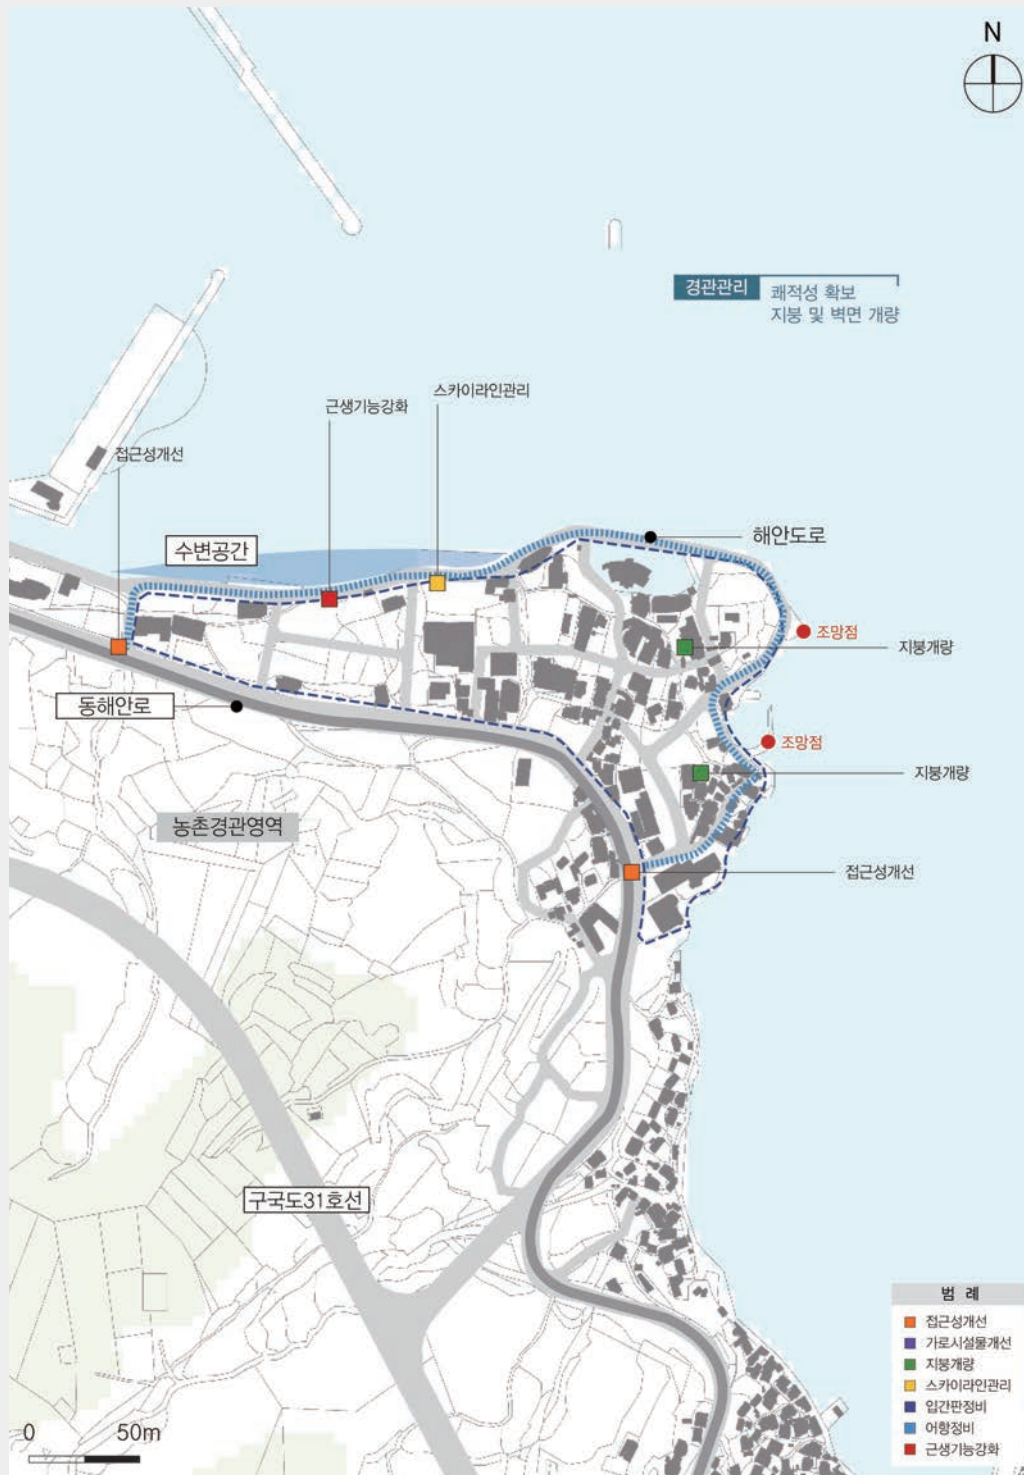 N
경관관리
쾌적성 확보
지붕 및 벽면 개량
스카이라인관리
근생기능강화
접근성개선
수변공간
해안도로
조망점
지붕개량
동해안로
조망점
지붕개량
농촌경관영역
접근성개선
구국도31호선
범 례
접근성개선
가로시설물개선
지붕개량
스카이라인관리
입간판정비
어항정비
근생기능강화
0 50m